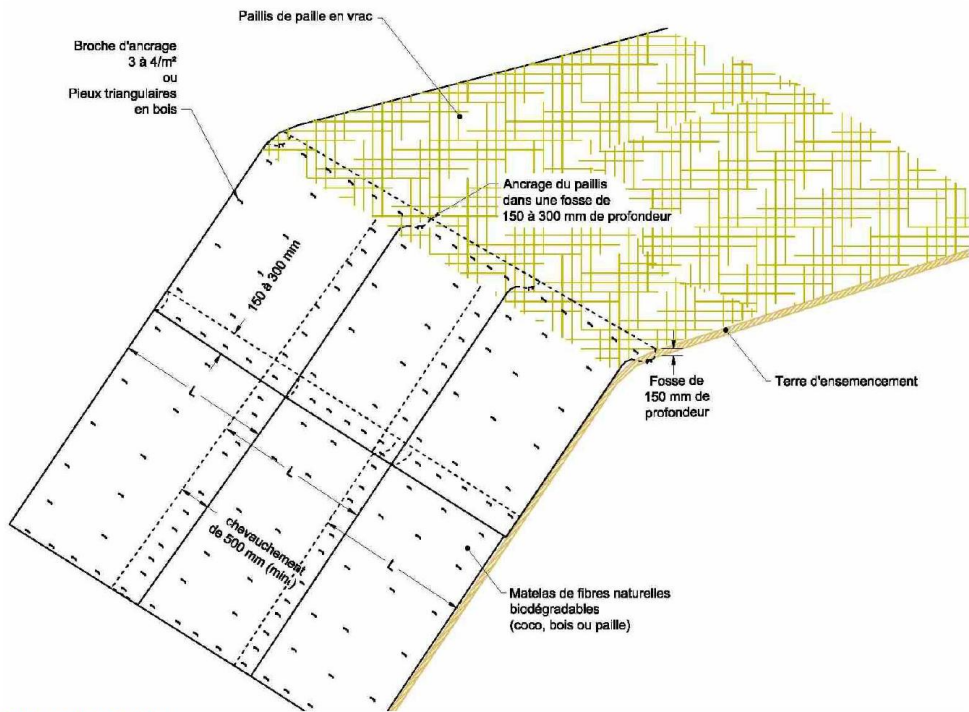 Paillis de paille en vrac
Broche d'ancrage
3 à 4/m²
ou
Pieux triangulaires
en bois
Ancrage du paillis
dans une fosse de
150 à 300 mm de profondeur
150 à 300 mm
L
L
L
chevauchement
de 500 mm (min.)
Fosse de
150 mm de
profondeur
Terre d'ensemencement
Matelas de fibres naturelles
biodégradables
(coco, bois ou paille)